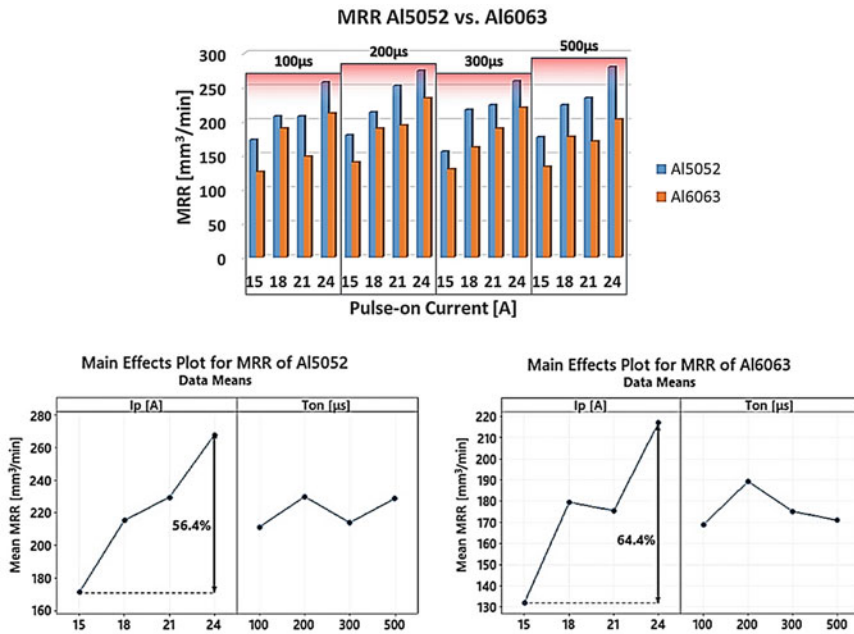 MRR Al5052 vs. Al6063
MRR [mm³/min]
300
250
200
150
100
50
0
100µs 200µs 300µs 500µs
15 18 21 24 15 18 21 24 15 18 21 24 15 18 21 24
Pulse-on Current [A]
Al5052
Al6063
Main Effects Plot for MRR of Al5052
Data Means
Ip [A] Ton [µs]
Mean MRR [mm³/min]
280
260
240
220
200
180
160
56.4%
15 18 21 24 100 200 300 500
Main Effects Plot for MRR of Al6063
Data Means
Ip [A] Ton [µs]
Mean MRR [mm³/min]
220
210
200
190
180
170
160
150
140
130
64.4%
15 18 21 24 100 200 300 500